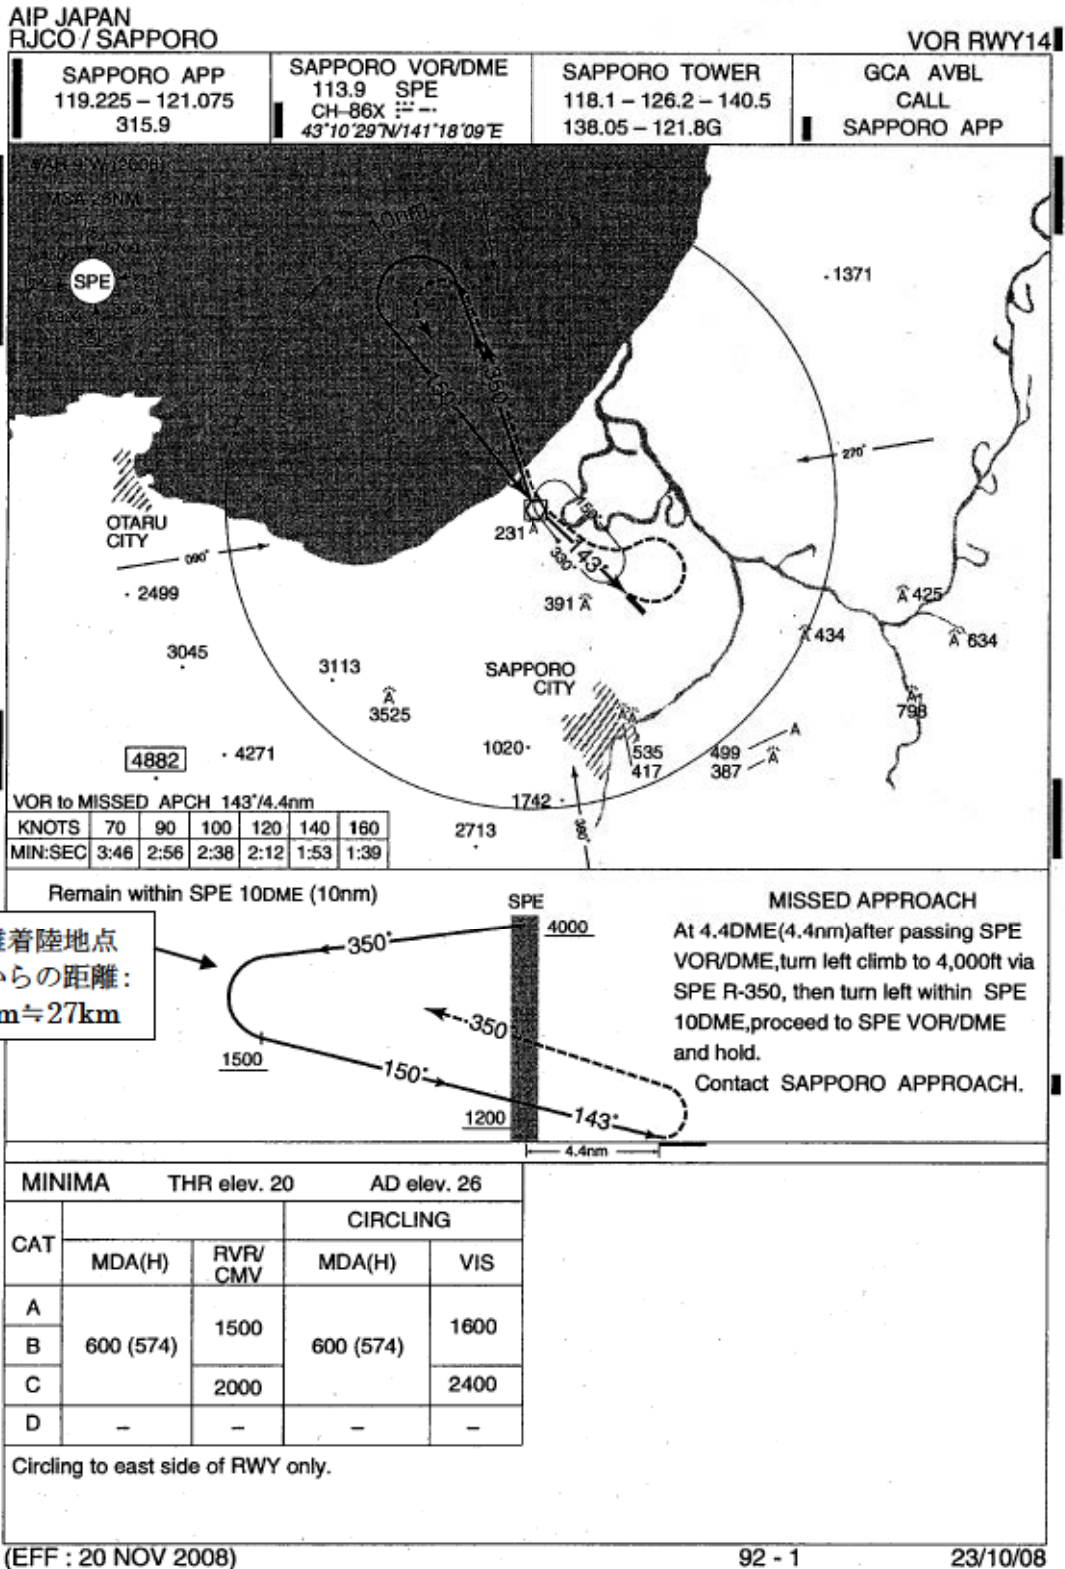 AIP JAPAN
RJCO / SAPPORO
VOR RWY14
SAPPORO APP
119.225 – 121.075
315.9
SAPPORO VOR/DME
113.9 SPE
CH–86X
43°10'29"N/141°18'09"E
SAPPORO TOWER
118.1 – 126.2 – 140.5
138.05 – 121.8G
GCA AVBL
CALL
SAPPORO APP
MSA 25NM
SPE
10nm
1371
350°
150°
270°
OTARU
CITY
090°
231
150°
143°
330°
391
2499
425
434
634
3045
3113
3525
SAPPORO
CITY
798
4882
4271
1020
535
417
499
387
1742
2713
360°
VOR to MISSED APCH 143°/4.4nm
KNOTS 70 90 100 120 140 160
MIN:SEC 3:46 2:56 2:38 2:12 1:53 1:39
Remain within SPE 10DME (10nm)
SPE
4000
350°
着陸地点
からの距離：
m≒27km
1500
350
150°
1200
143°
4.4nm
MISSED APPROACH
At 4.4DME(4.4nm)after passing SPE
VOR/DME,turn left climb to 4,000ft via
SPE R-350, then turn left within SPE
10DME,proceed to SPE VOR/DME
and hold.
Contact SAPPORO APPROACH.
MINIMA THR elev. 20 AD elev. 26
CIRCLING
CAT MDA(H) RVR/CMV MDA(H) VIS
A
B 600 (574) 1500 600 (574) 1600
C 2000 2400
D – – – –
Circling to east side of RWY only.
(EFF : 20 NOV 2008)
92 - 1
23/10/08